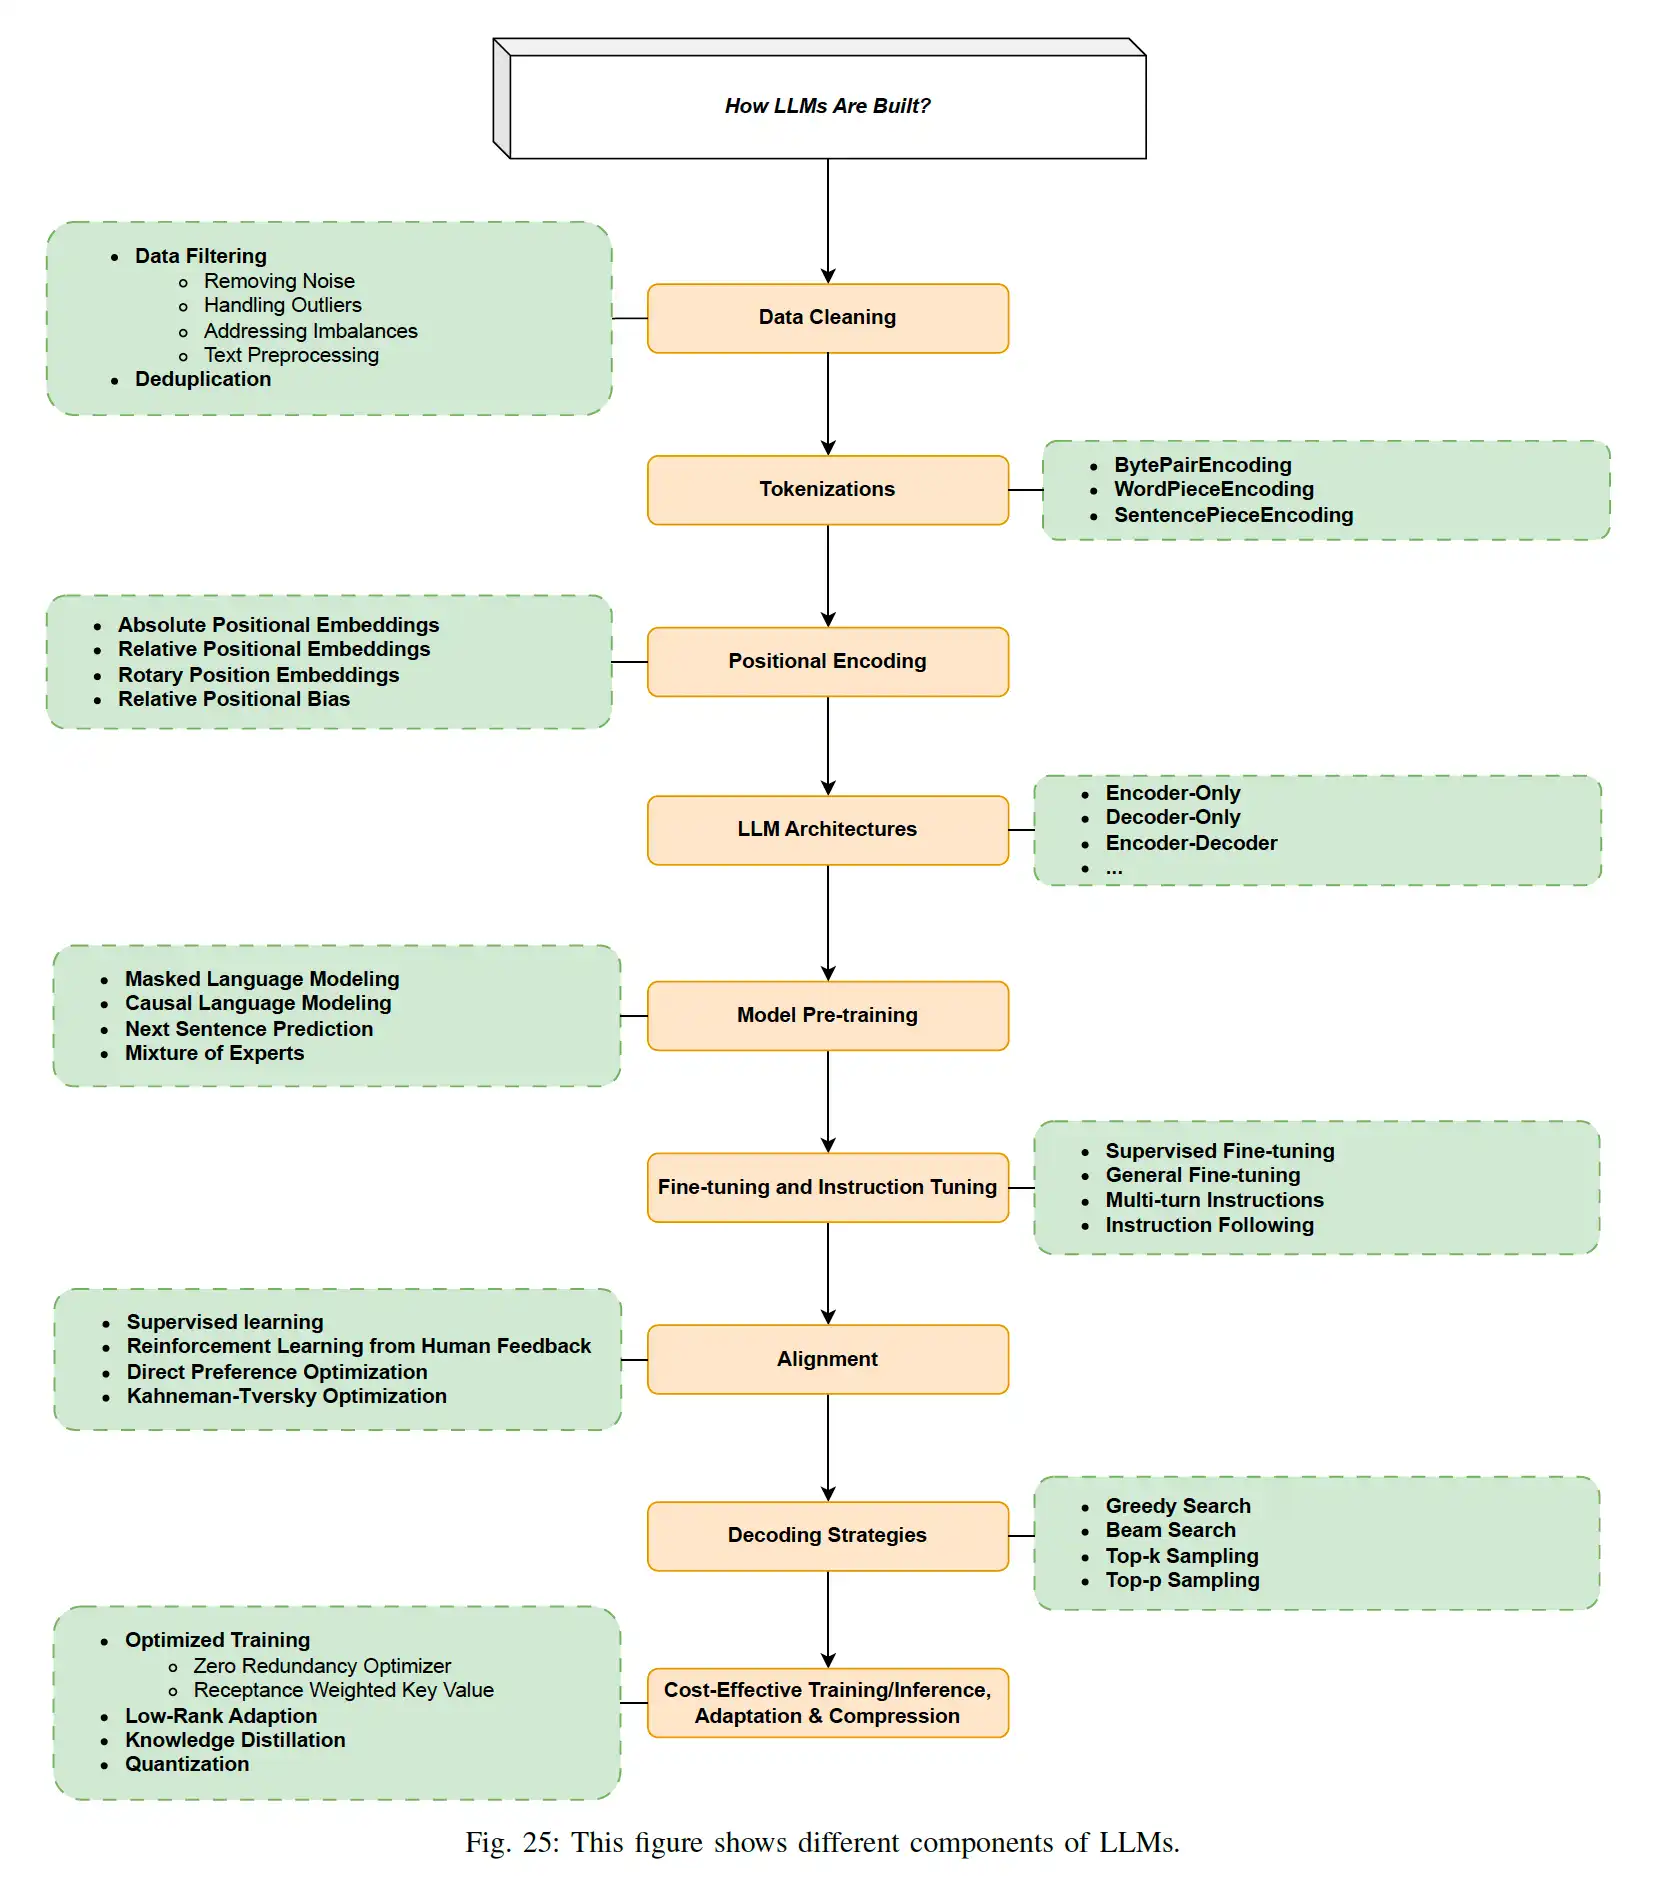 How LLMs Are Built?
Data Filtering
Removing Noise
Handling Outliers
Addressing Imbalances
Text Preprocessing
Deduplication
Data Cleaning
Tokenizations
BytePairEncoding
WordPieceEncoding
SentencePieceEncoding
Absolute Positional Embeddings
Relative Positional Embeddings
Rotary Position Embeddings
Relative Positional Bias
Positional Encoding
LLM Architectures
Encoder-Only
Decoder-Only
Encoder-Decoder
...
Masked Language Modeling
Causal Language Modeling
Next Sentence Prediction
Mixture of Experts
Model Pre-training
Fine-tuning and Instruction Tuning
Supervised Fine-tuning
General Fine-tuning
Multi-turn Instructions
Instruction Following
Supervised learning
Reinforcement Learning from Human Feedback
Direct Preference Optimization
Kahneman-Tversky Optimization
Alignment
Decoding Strategies
Greedy Search
Beam Search
Top-k Sampling
Top-p Sampling
Optimized Training
Zero Redundancy Optimizer
Receptance Weighted Key Value
Low-Rank Adaption
Knowledge Distillation
Quantization
Cost-Effective Training/Inference,
Adaptation & Compression
Fig. 25: This figure shows different components of LLMs.